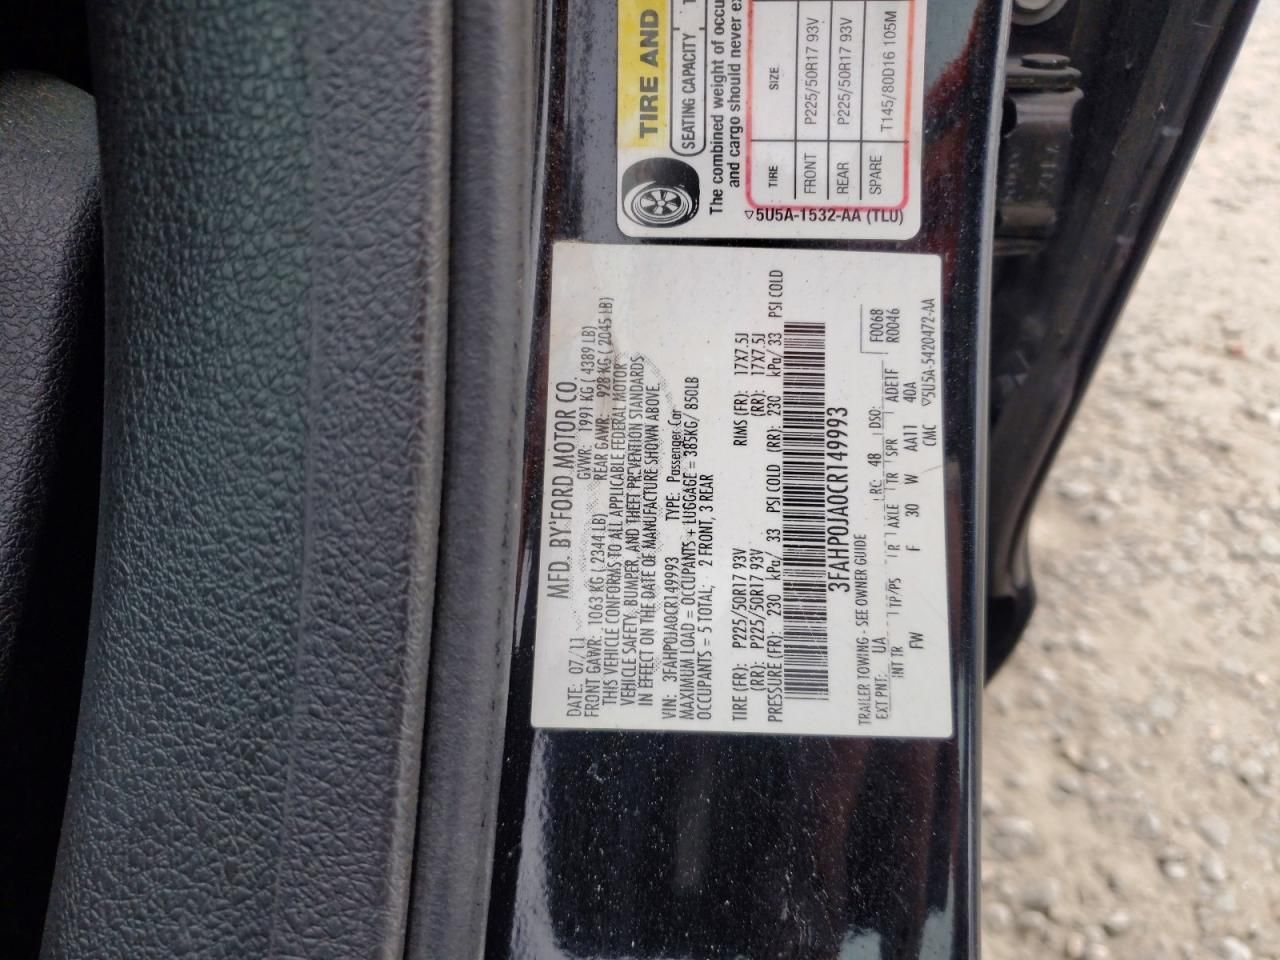 TIRE AND
SEATING CAPACITY
The combined weight of occu
and cargo should never ex
TIRE SIZE
FRONT P225/50R17 93V
REAR P225/50R17 93V
SPARE T145/80D16 105M
▽5U5A-1532-AA (TLU)
MFD. BY FORD MOTOR CO.
DATE: 07/11 GVWR: 1991 KG ( 4389 LB)
FRONT GAWR: 1063 KG ( 2344 LB) REAR GAWR: 928 KG ( 2045 LB)
THIS VEHICLE CONFORMS TO ALL APPLICABLE FEDERAL MOTOR
VEHICLE SAFETY, BUMPER, AND THEFT PREVENTION STANDARDS
IN EFFECT ON THE DATE OF MANUFACTURE SHOWN ABOVE.
VIN: 3FAHP0JA0CR149993 TYPE: Passenger Car
MAXIMUM LOAD = OCCUPANTS + LUGGAGE = 385KG/ 850LB
OCCUPANTS = 5 TOTAL; 2 FRONT, 3 REAR
TIRE (FR): P225/50R17 93V RIMS (FR): 17X7.5J
(RR): P225/50R17 93V (RR): 17X7.5J
PRESSURE (FR): 230 kPa/ 33 PSI COLD (RR): 230 kPa/ 33 PSI COLD
3FAHP0JA0CR149993
TRAILER TOWING - SEE OWNER GUIDE F0068
EXT PNT: UA RC: 48 DSO: R0046
INT TR TP/PS R AXLE TR SPR ADE1F
FW F 30 W AA11 40A
CMC ▽5U5A-5420472-AA